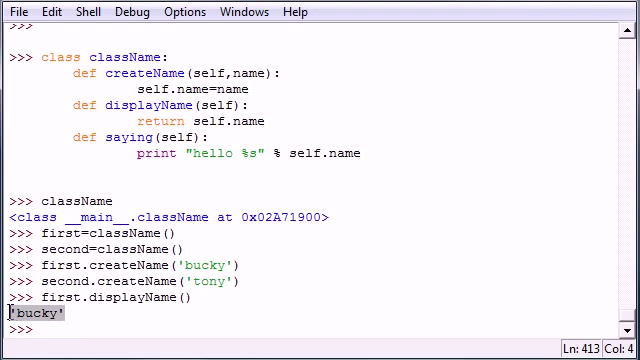 File Edit Shell Debug Options Windows Help
>>>
>>> class className:
def createName(self,name):
self.name=name
def displayName(self):
return self.name
def saying(self):
print "hello %s" % self.name
>>> className
<class __main__.className at 0x02A71900>
>>> first=className()
>>> second=className()
>>> first.createName('bucky')
>>> second.createName('tony')
>>> first.displayName()
'bucky'
>>>
Ln: 413 Col: 4